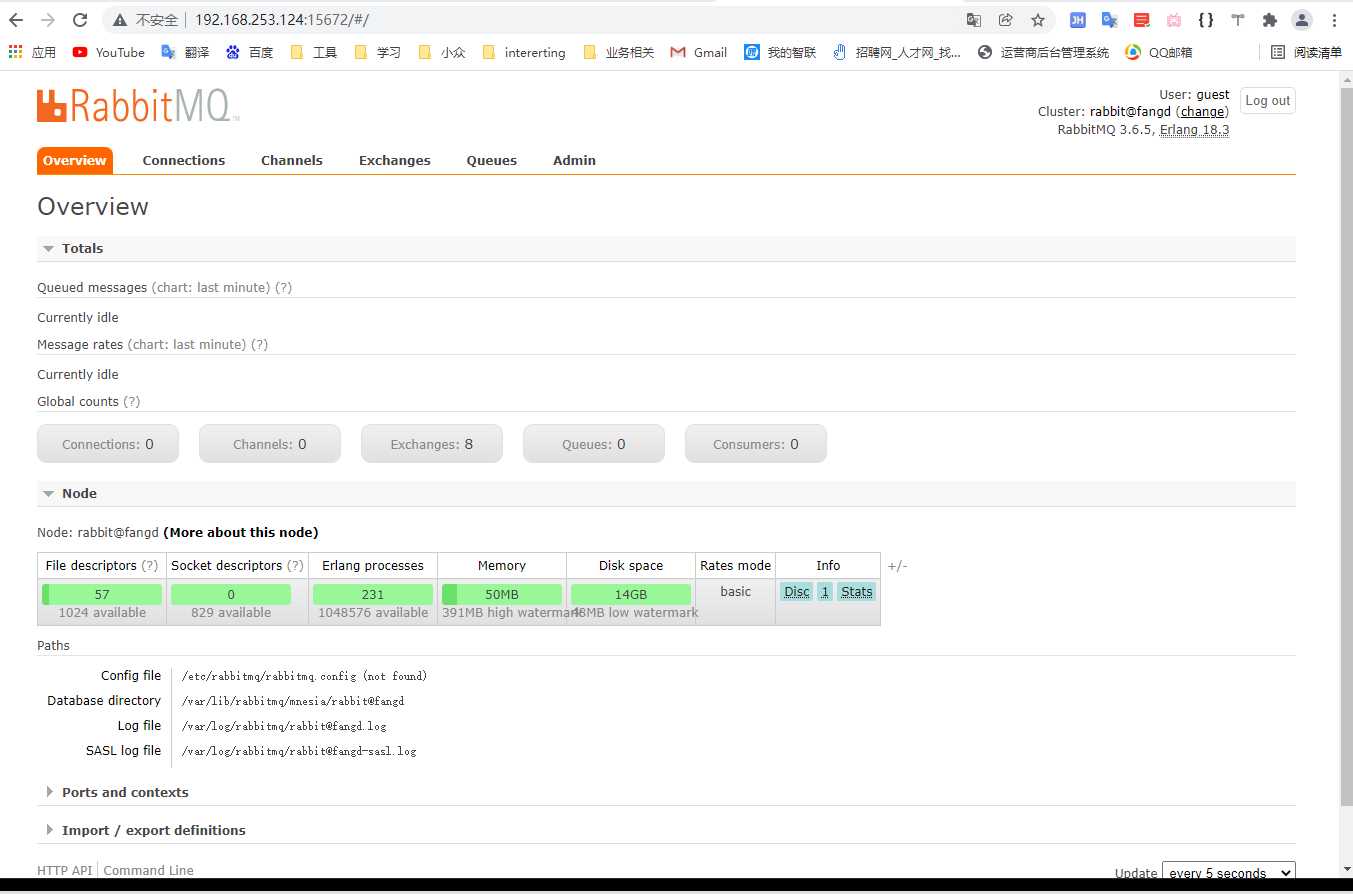 不安全 192.168.253.124:15672/#/
应用 YouTube 翻译 百度 工具 学习 小众 intererting 业务相关 Gmail 我的智联 招聘网_人才网_找... 运营商后台管理系统 QQ邮箱 阅读清单
RabbitMQ TM
User: guest
Cluster: rabbit@fangd (change)
RabbitMQ 3.6.5, Erlang 18.3
Log out
Overview Connections Channels Exchanges Queues Admin
Overview
Totals
Queued messages (chart: last minute) (?)
Currently idle
Message rates (chart: last minute) (?)
Currently idle
Global counts (?)
Connections: 0 Channels: 0 Exchanges: 8 Queues: 0 Consumers: 0
Node
Node: rabbit@fangd (More about this node)
File descriptors (?) Socket descriptors (?) Erlang processes Memory Disk space Rates mode Info +/-
57 0 231 50MB 14GB basic Disc 1 Stats
1024 available 829 available 1048576 available 391MB high watermark 48MB low watermark
Paths
Config file /etc/rabbitmq/rabbitmq.config (not found)
Database directory /var/lib/rabbitmq/mnesia/rabbit@fangd
Log file /var/log/rabbitmq/rabbit@fangd.log
SASL log file /var/log/rabbitmq/rabbit@fangd-sasl.log
Ports and contexts
Import / export definitions
HTTP API Command Line
Update every 5 seconds